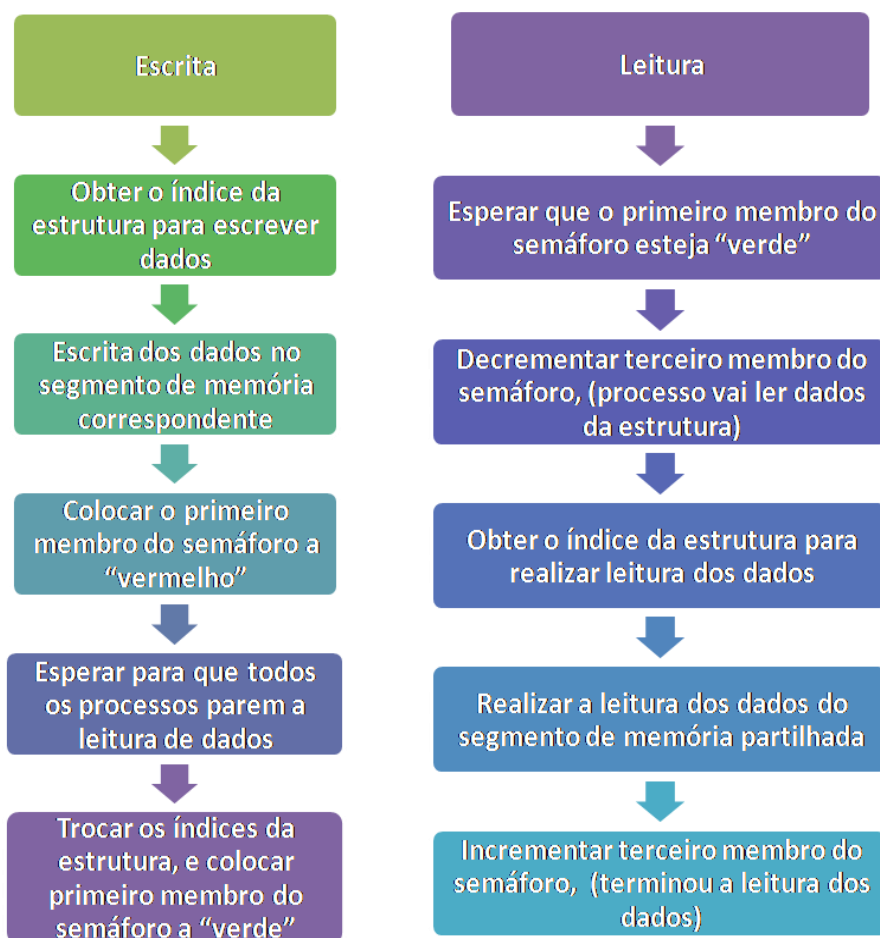 Escrita
Obter o índice da
estrutura para escrever
dados
Escrita dos dados no
segmento de memória
correspondente
Colocar o primeiro
membro do semáforo a
“vermelho”
Esperar para que todos
os processos parem a
leitura de dados
Trocar os índices da
estrutura, e colocar
primeiro membro do
semáforo a “verde”
Leitura
Esperar que o primeiro membro do
semáforo esteja “verde”
Decrementar terceiro membro do
semáforo, (processo vai ler dados
da estrutura)
Obter o índice da estrutura para
realizar leitura dos dados
Realizar a leitura dos dados do
segmento de memória partilhada
Incrementar terceiro membro do
semáforo, (terminou a leitura dos
dados)